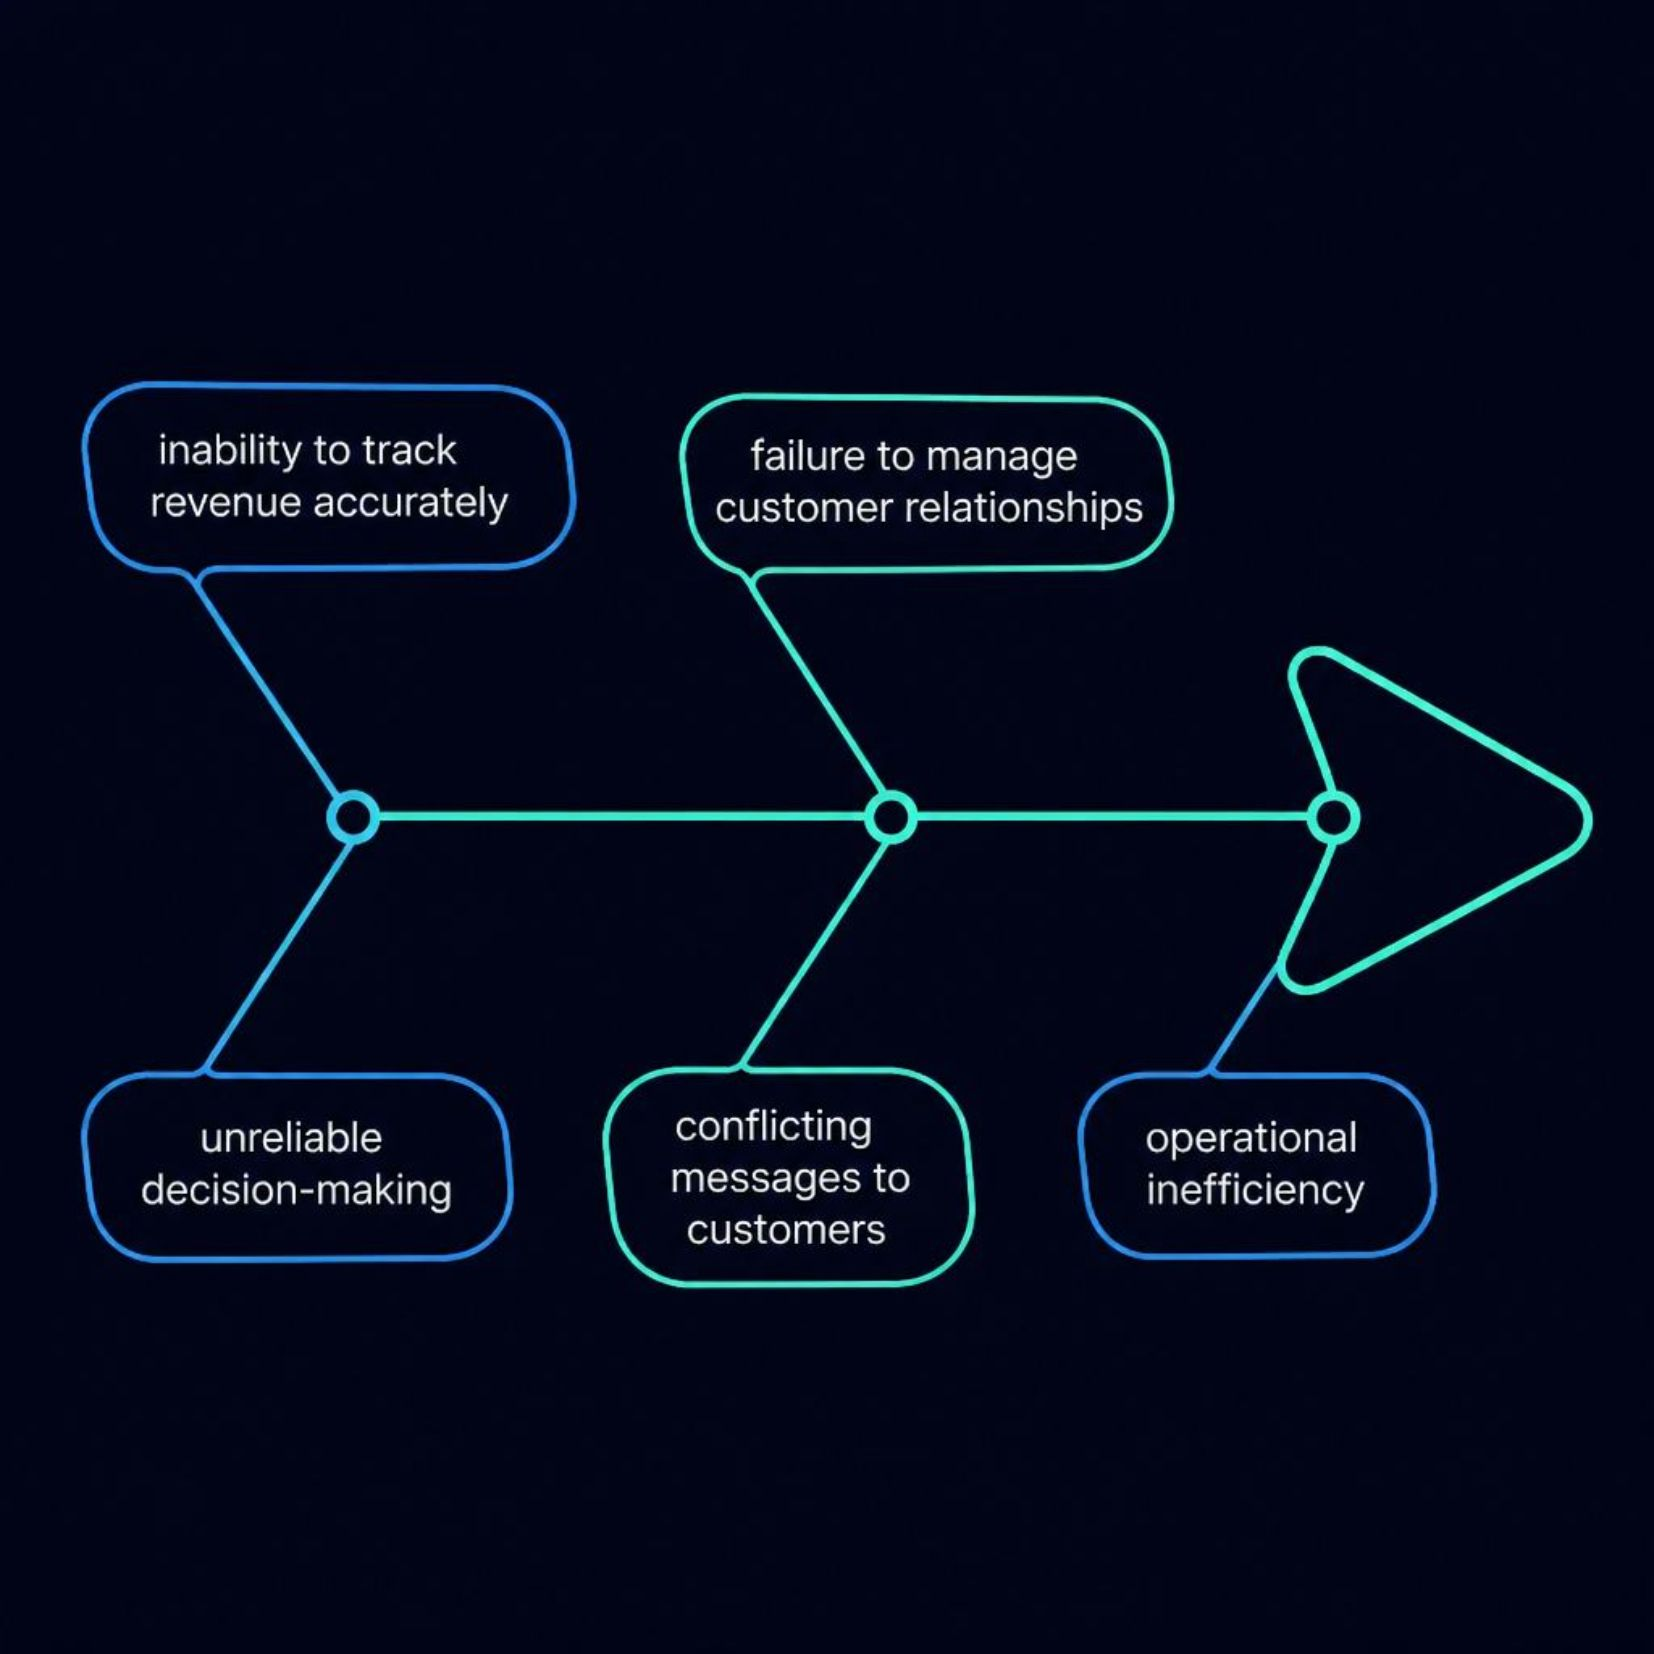 inability to track
revenue accurately
failure to manage
customer relationships
unreliable
decision-making
conflicting
messages to
customers
operational
inefficiency